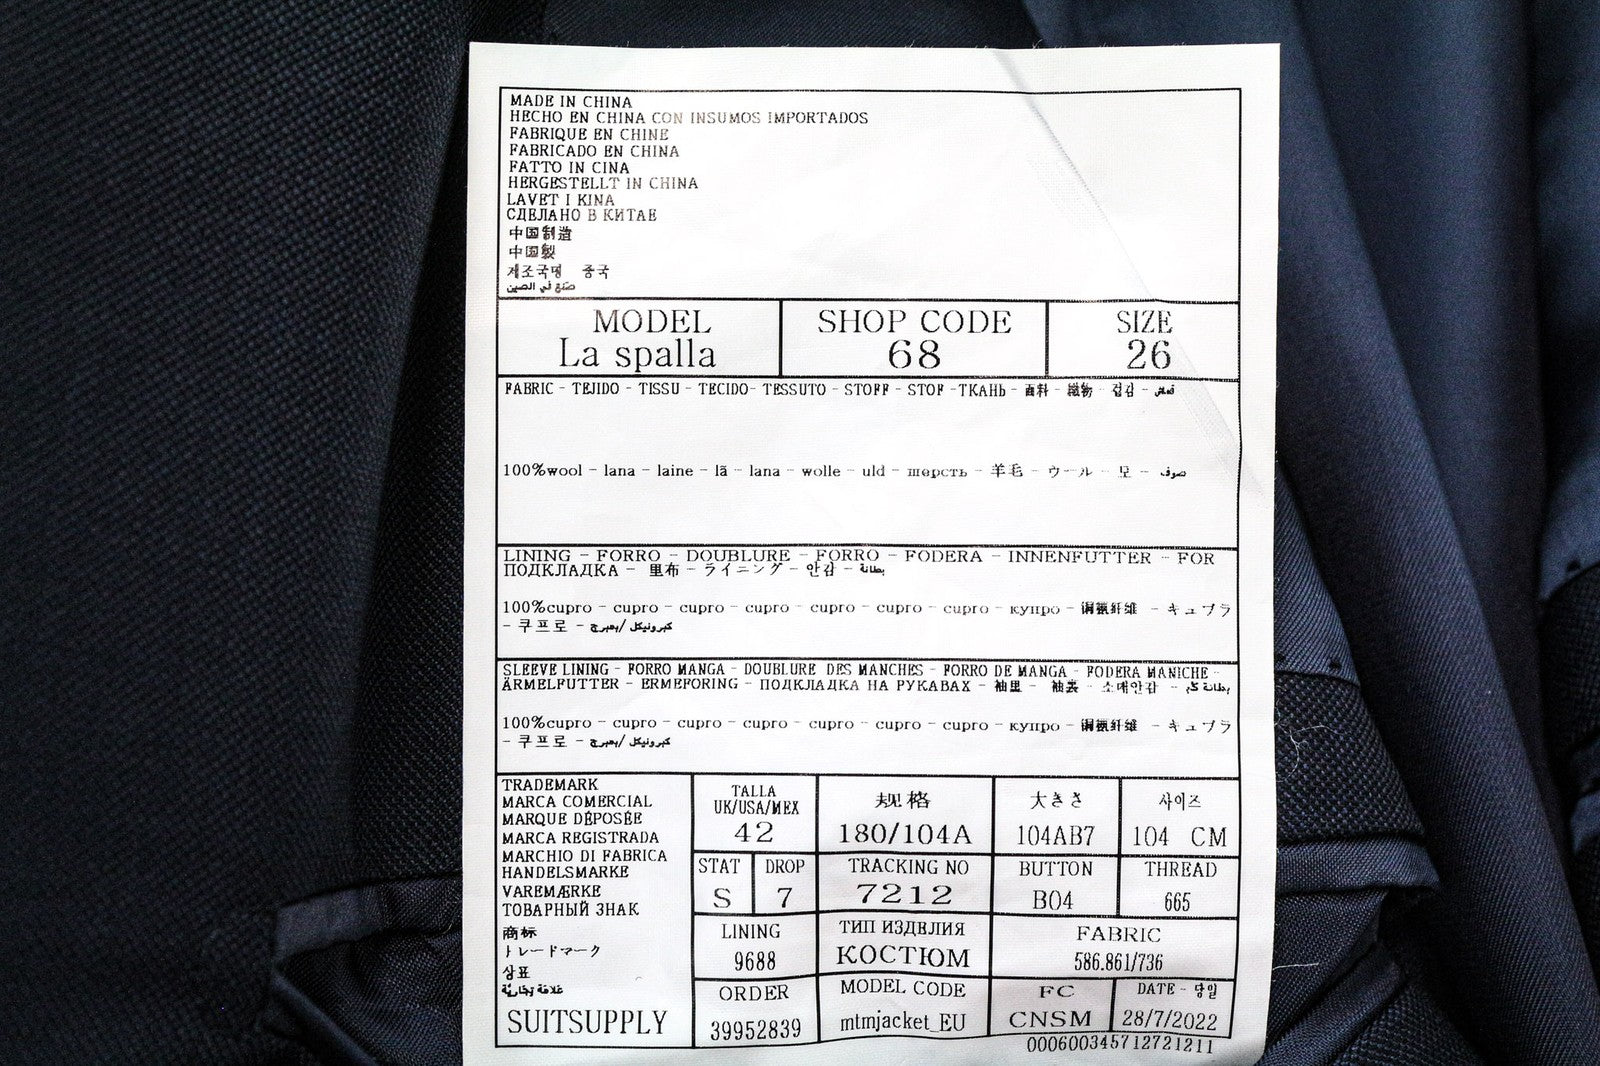 MADE IN CHINA
HECHO EN CHINA CON INSUMOS IMPORTADOS
FABRIQUE EN CHINE
FABRICADO EN CHINA
FATTO IN CINA
HERGESTELLT IN CHINA
LAVET I KINA
СДЕЛАНО В КИТАЕ
中国制造
中国製
제조국명 중국
صنع في الصين
MODEL
La spalla
SHOP CODE
68
SIZE
26
FABRIC - TEJIDO - TISSU - TECIDO- TESSUTO - STOFF - STOF -ТКАНЬ - 面料 - 織物 - 겉감 - قماش
100%wool - lana - laine - lã - lana - wolle - uld - шерсть - 羊毛 - ウール - 모 - صوف
LINING - FORRO - DOUBLURE - FORRO - FODERA - INNENFUTTER - FOR
ПОДКЛАДКА - 里布 - ライニング - 안감 - بطانة
100%cupro - cupro - cupro - cupro - cupro - cupro - cupro - купро - 铜氨纤维 - キュプラ
- 쿠프로 - كبرونيكل/بمبرج
SLEEVE LINING - FORRO MANGA - DOUBLURE DES MANCHES - FORRO DE MANGA - FODERA MANICHE -
ÄRMELFUTTER - ERMEFORING - ПОДКЛАДКА НА РУКАВАХ - 袖里 - 袖裏 - 소매안감 - بطانة كم
100%cupro - cupro - cupro - cupro - cupro - cupro - cupro - купро - 铜氨纤维 - キュプラ
- 쿠프로 - كبرونيكل/بمبرج
TRADEMARK
MARCA COMERCIAL
MARQUE DÉPOSÉE
MARCA REGISTRADA
MARCHIO DI FABRICA
HANDELSMARKE
VAREMÆRKE
ТОВАРНЫЙ ЗНАК
商标
トレードマーク
상표
علامة تجارية
SUITSUPPLY
TALLA
UK/USA/MEX
42
规格
180/104A
大きさ
104AB7
사이즈
104 CM
STAT
S
DROP
7
TRACKING NO
7212
BUTTON
B04
THREAD
665
LINING
9688
ТИП ИЗДЕЛИЯ
КОСТЮМ
FABRIC
586.861/736
ORDER
39952839
MODEL CODE
mtmjacket_EU
FC
CNSM
DATE - 당일
28/7/2022
000600345712721211